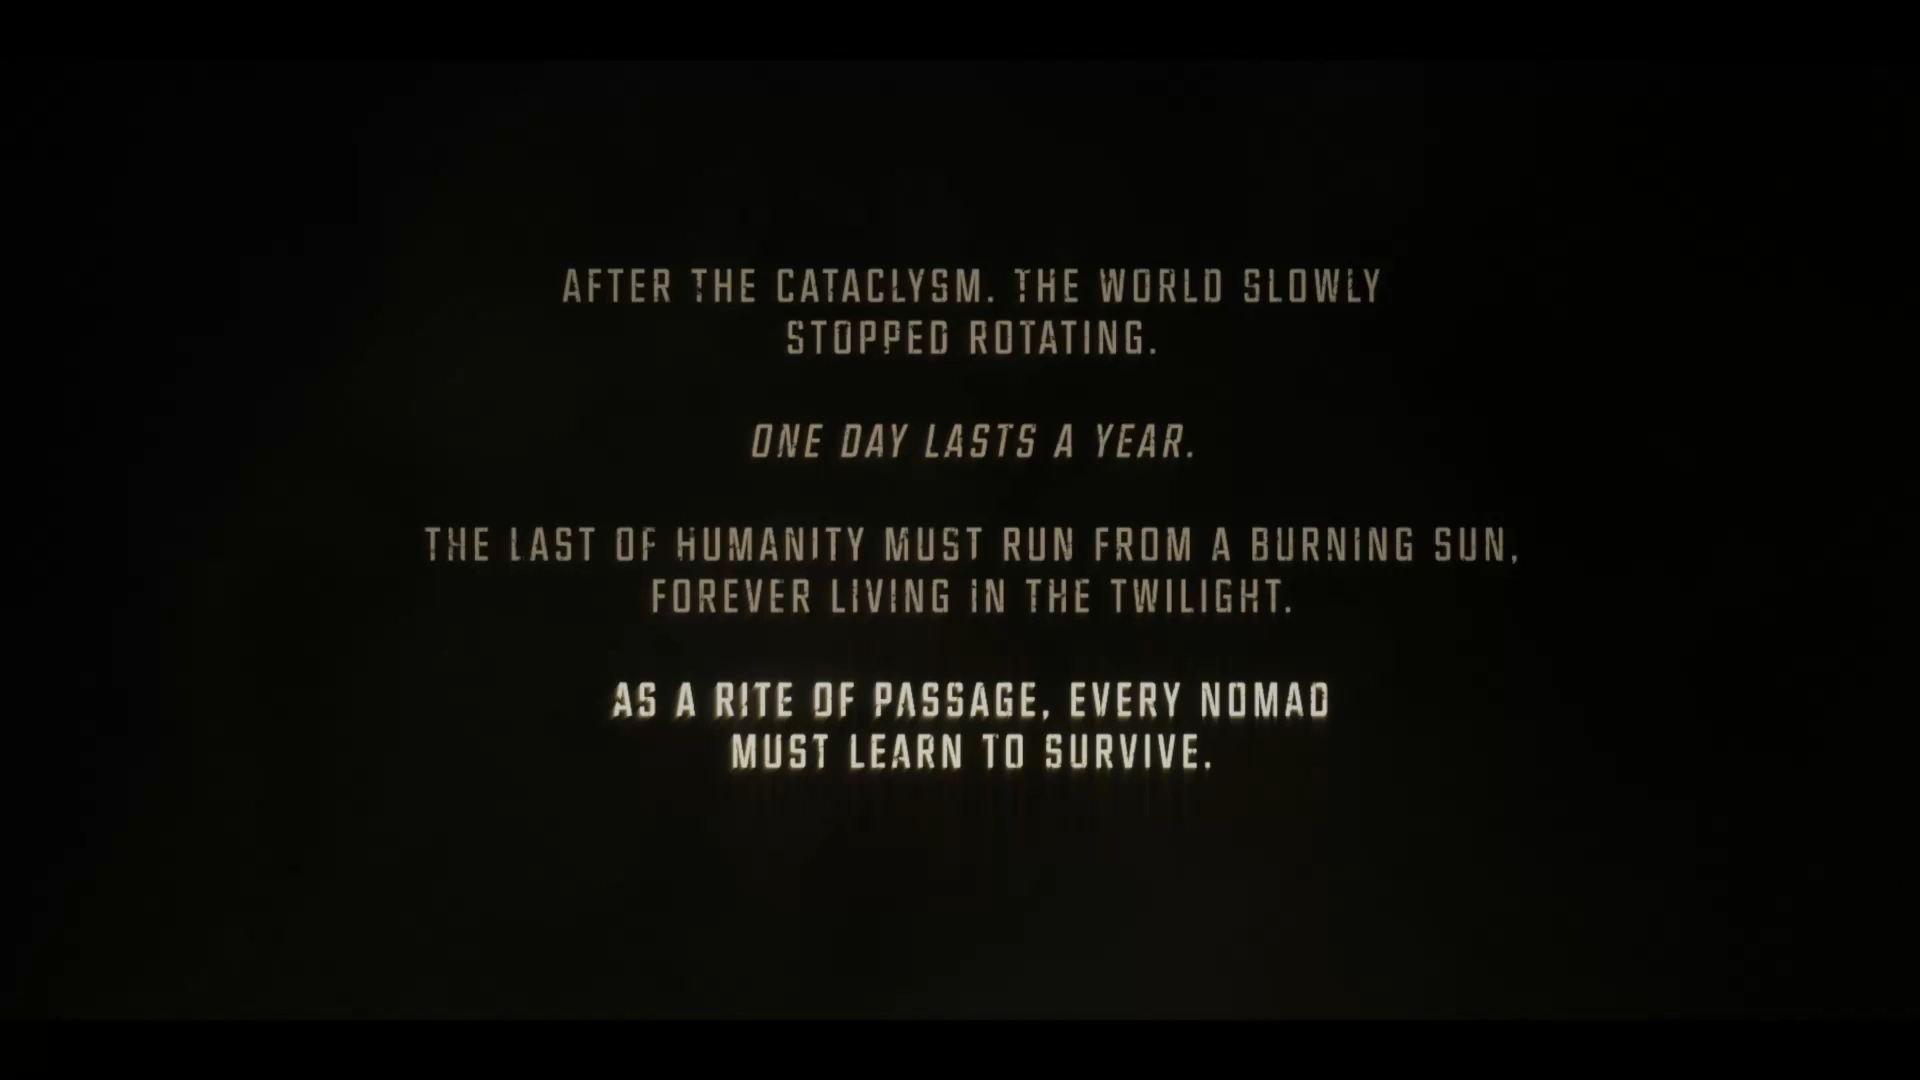 AFTER THE CATACLYSM. THE WORLD SLOWLY
STOPPED ROTATING.
ONE DAY LASTS A YEAR.
THE LAST OF HUMANITY MUST RUN FROM A BURNING SUN,
FOREVER LIVING IN THE TWILIGHT.
AS A RITE OF PASSAGE, EVERY NOMAD
MUST LEARN TO SURVIVE.